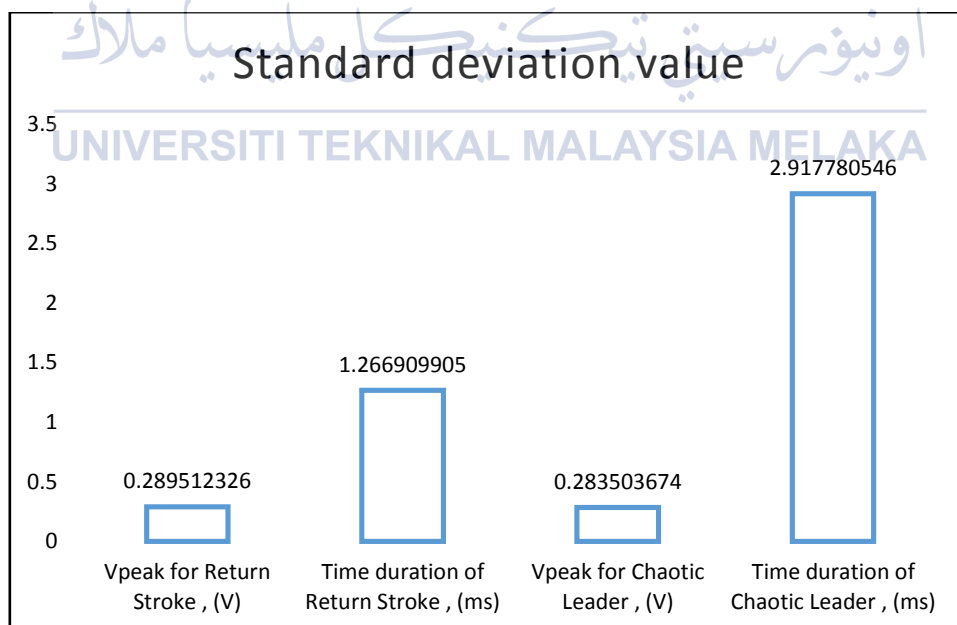 اونيۏرسيتي تيكنيكل مليسيا ملاك
Standard deviation value
UNIVERSITI TEKNIKAL MALAYSIA MELAKA
3.5
3
2.5
2
1.5
1
0.5
0
0.289512326
1.266909905
0.283503674
2.917780546
Vpeak for Return
Stroke , (V)
Time duration of
Return Stroke , (ms)
Vpeak for Chaotic
Leader , (V)
Time duration of
Chaotic Leader , (ms)